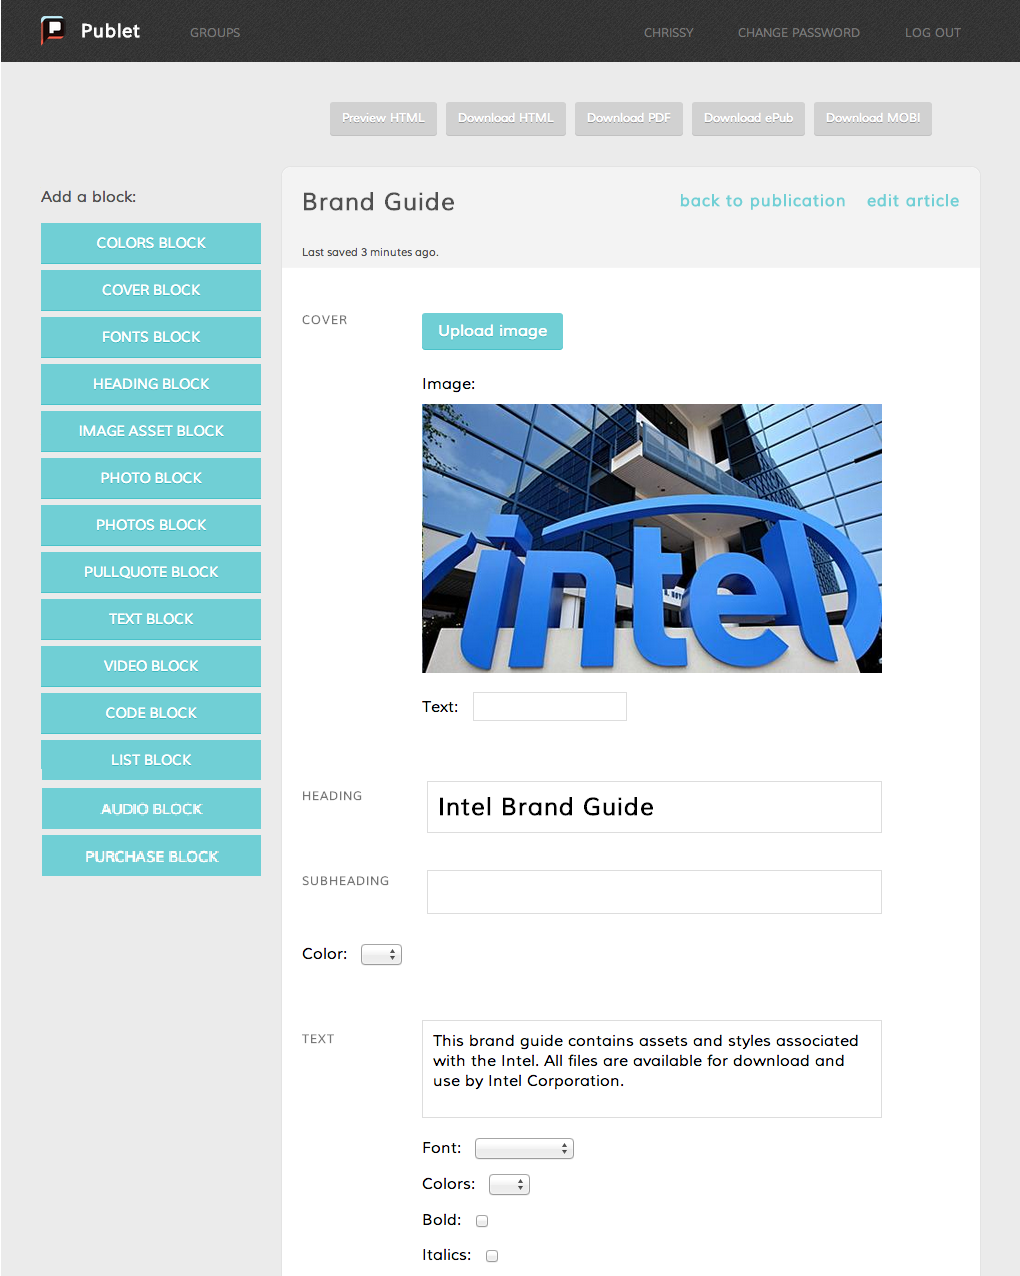 Publet
GROUPS
CHRISSY
CHANGE PASSWORD
LOG OUT
Preview HTML
Download HTML
Download PDF
Download ePub
Download MOBI
Add a block:
COLORS BLOCK
COVER BLOCK
FONTS BLOCK
HEADING BLOCK
IMAGE ASSET BLOCK
PHOTO BLOCK
PHOTOS BLOCK
PULLQUOTE BLOCK
TEXT BLOCK
VIDEO BLOCK
CODE BLOCK
LIST BLOCK
AUDIO BLOCK
PURCHASE BLOCK
Brand Guide
back to publication
edit article
Last saved 3 minutes ago.
COVER
Upload image
Image:
intel
Text:
HEADING
Intel Brand Guide
SUBHEADING
Color:
TEXT
This brand guide contains assets and styles associated
with the Intel. All files are available for download and
use by Intel Corporation.
Font:
Colors:
Bold:
Italics: